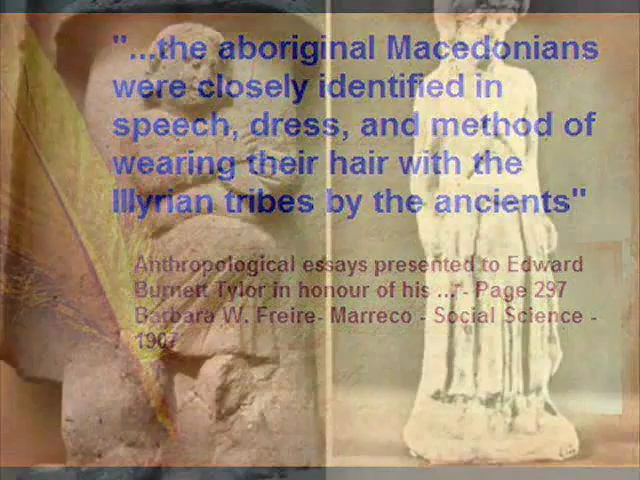 "...the aboriginal Macedonians
were closely identified in
speech, dress, and method of
wearing their hair with the
Illyrian tribes by the ancients"
Anthropological essays presented to Edward
Burnett Tylor in honour of his ..." - Page 297
Barbara W. Freire- Marreco - Social Science -
1907